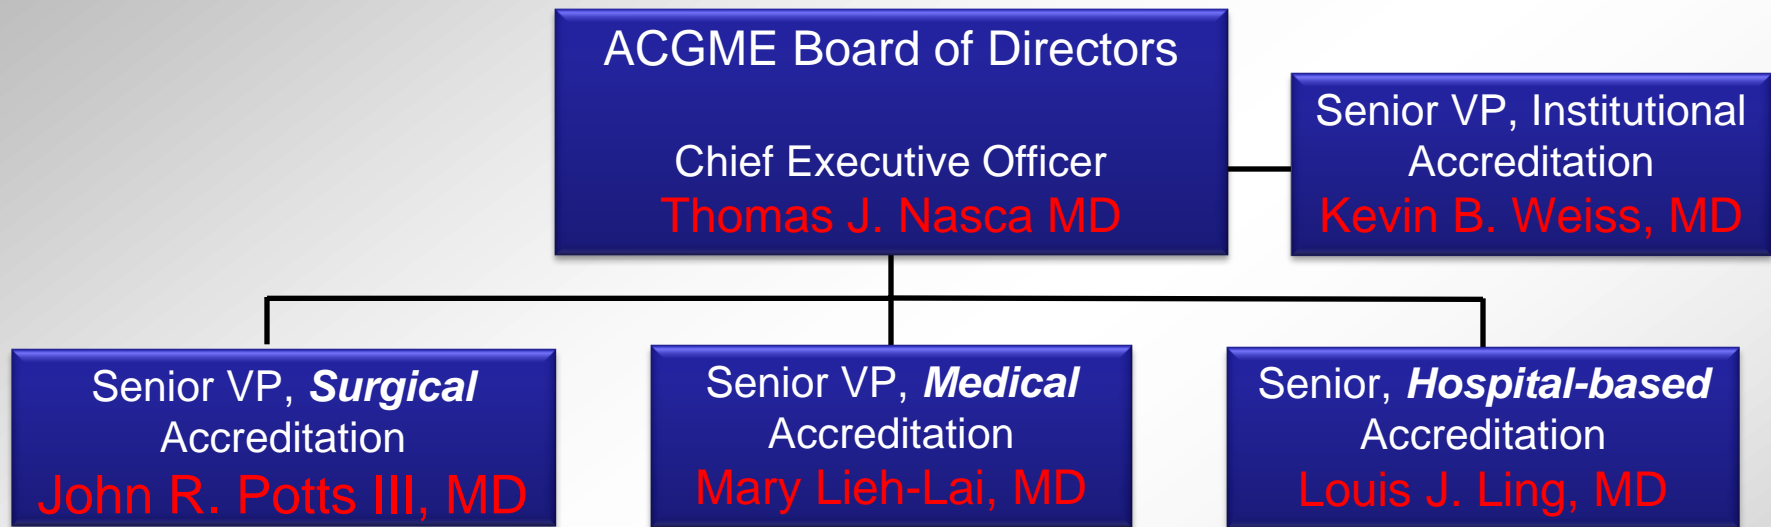 ACGME Board of Directors
Chief Executive Officer
Thomas J. Nasca MD
Senior VP, Institutional
Accreditation
Kevin B. Weiss, MD
Senior VP, Surgical
Accreditation
John R. Potts III, MD
Senior VP, Medical
Accreditation
Mary Lieh-Lai, MD
Senior, Hospital-based
Accreditation
Louis J. Ling, MD